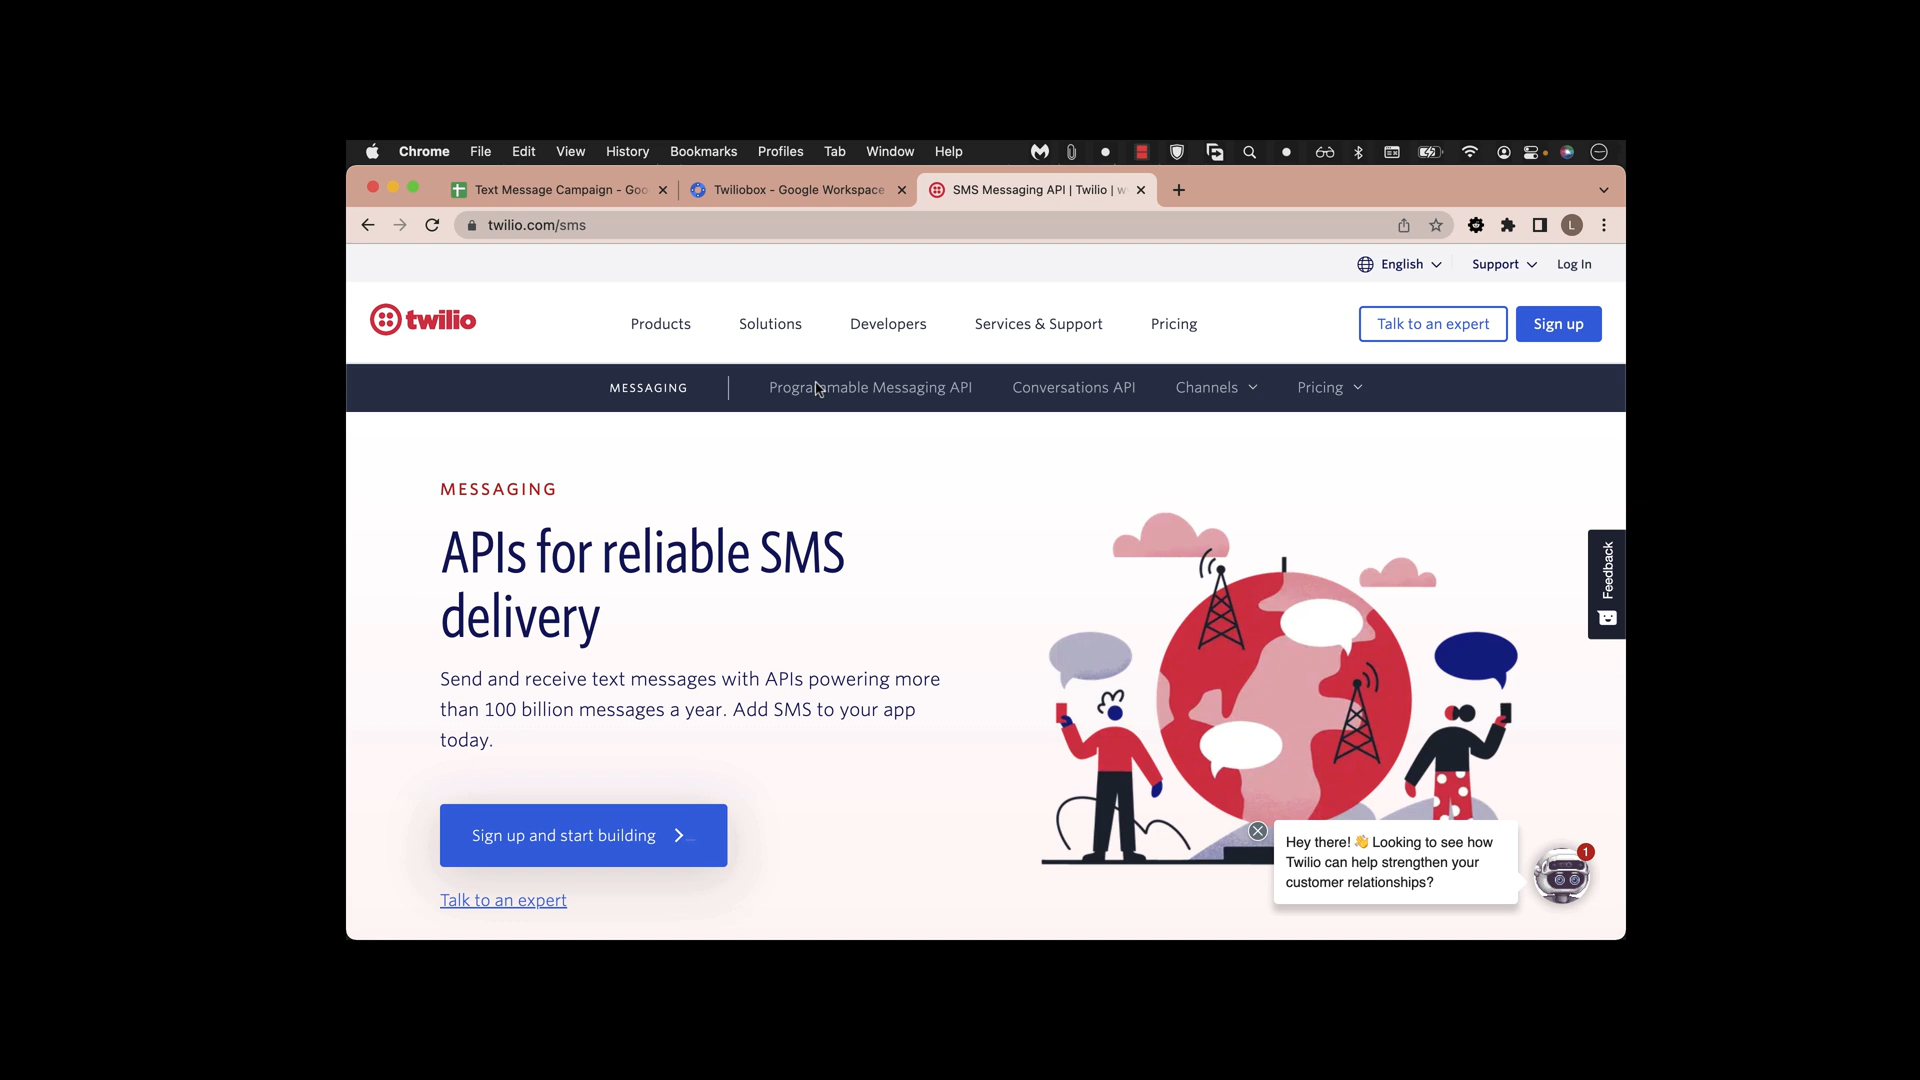 Chrome File Edit View History Bookmarks Profiles Tab Window Help
Text Message Campaign - Goo
Twiliobox - Google Workspace
SMS Messaging API | Twilio | w
twilio.com/sms
L
English Support Log In
twilio
Products Solutions Developers Services & Support Pricing
Talk to an expert
Sign up
MESSAGING Programmable Messaging API Conversations API Channels Pricing
MESSAGING
APIs for reliable SMS
delivery
Send and receive text messages with APIs powering more
than 100 billion messages a year. Add SMS to your app
today.
Sign up and start building
Talk to an expert
Feedback
Hey there! 👋 Looking to see how
Twilio can help strengthen your
customer relationships?
1